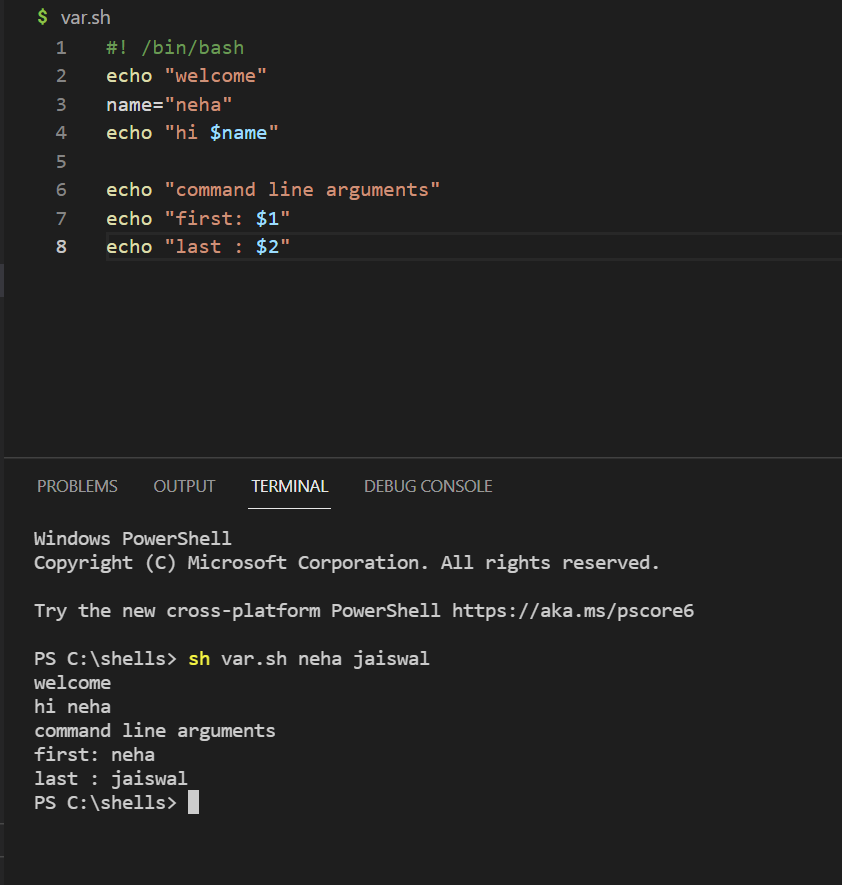 $ var.sh
1 #! /bin/bash
2 echo "welcome"
3 name="neha"
4 echo "hi $name"
5
6 echo "command line arguments"
7 echo "first: $1"
8 echo "last : $2"
PROBLEMS OUTPUT TERMINAL DEBUG CONSOLE
Windows PowerShell
Copyright (C) Microsoft Corporation. All rights reserved.
Try the new cross-platform PowerShell https://aka.ms/pscore6
PS C:\shells> sh var.sh neha jaiswal
welcome
hi neha
command line arguments
first: neha
last : jaiswal
PS C:\shells>